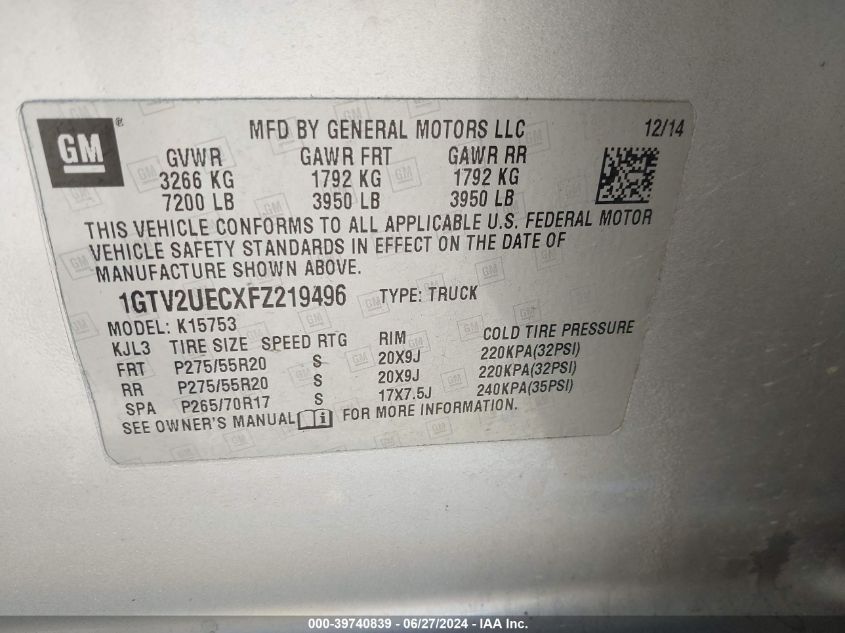 GM®
MFD BY GENERAL MOTORS LLC 12/14
GVWR GAWR FRT GAWR RR
3266 KG 1792 KG 1792 KG
7200 LB 3950 LB 3950 LB
THIS VEHICLE CONFORMS TO ALL APPLICABLE U.S. FEDERAL MOTOR
VEHICLE SAFETY STANDARDS IN EFFECT ON THE DATE OF
MANUFACTURE SHOWN ABOVE.
1GTV2UECXFZ219496 TYPE: TRUCK
MODEL: K15753
KJL3 TIRE SIZE SPEED RTG RIM COLD TIRE PRESSURE
FRT P275/55R20 S 20X9J 220KPA(32PSI)
RR P275/55R20 S 20X9J 220KPA(32PSI)
SPA P265/70R17 S 17X7.5J 240KPA(35PSI)
SEE OWNER'S MANUAL FOR MORE INFORMATION.
000-39740839 - 06/27/2024 - IAA Inc.